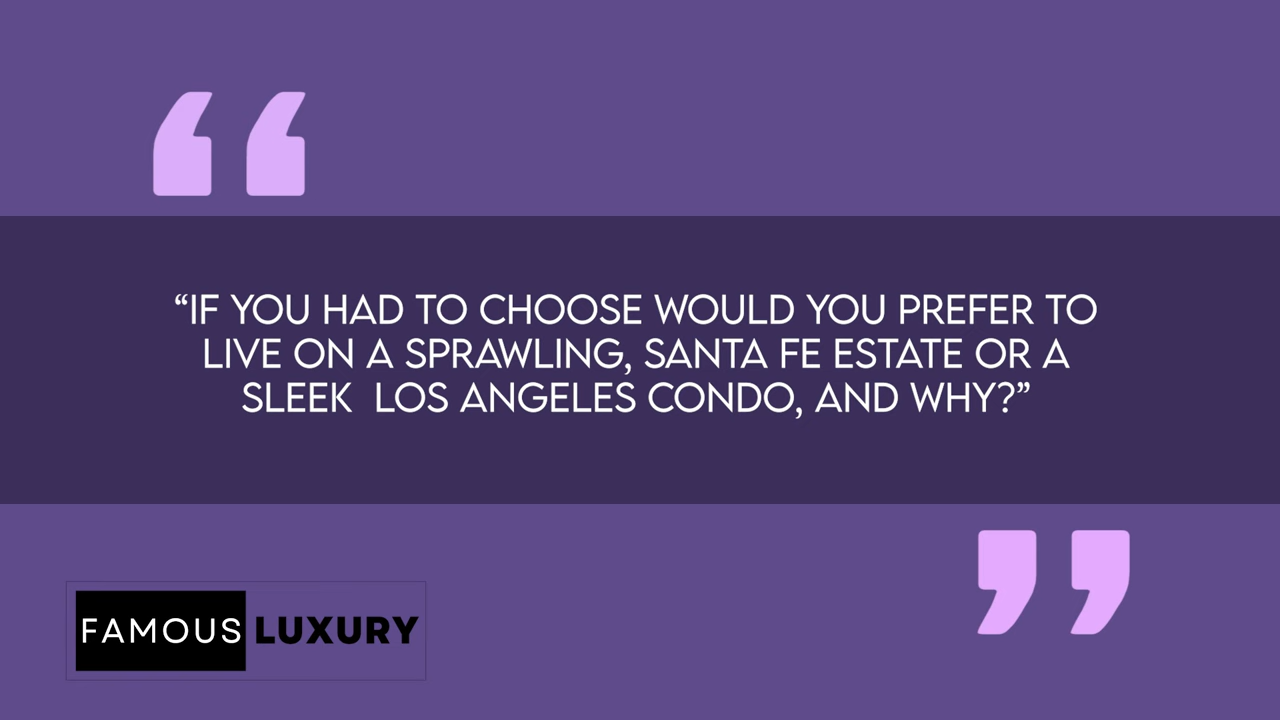 “IF YOU HAD TO CHOOSE WOULD YOU PREFER TO
LIVE ON A SPRAWLING, SANTA FE ESTATE OR A
SLEEK  LOS ANGELES CONDO, AND WHY?”
FAMOUS LUXURY